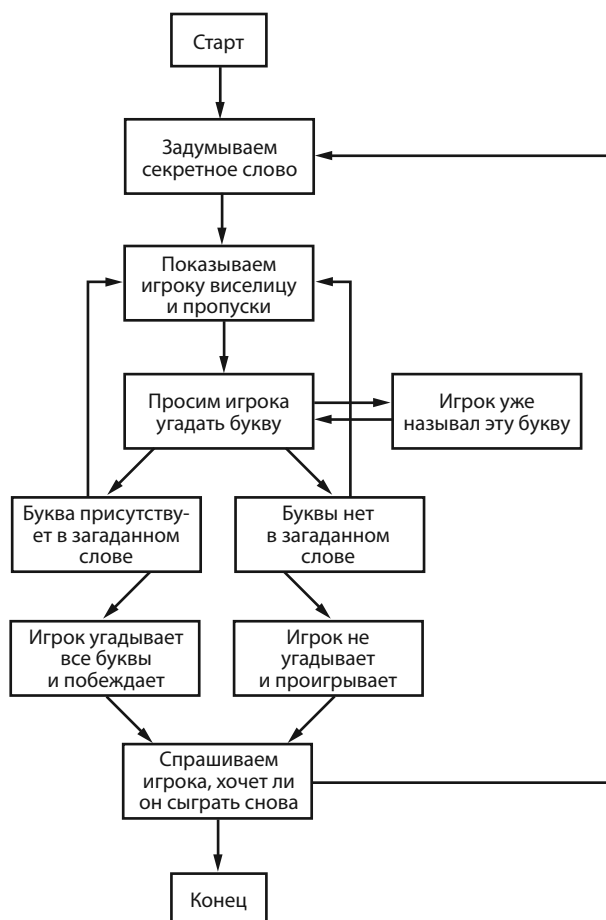 Старт
Задумываем
секретное слово
Показываем
игроку виселицу
и пропуски
Просим игрока
угадать букву
Игрок уже
называл эту букву
Буква присутству-
ет в загаданном
слове
Буквы нет
в загаданном
слове
Игрок угадывает
все буквы
и побеждает
Игрок не
угадывает
и проигрывает
Спрашиваем
игрока, хочет ли
он сыграть снова
Конец